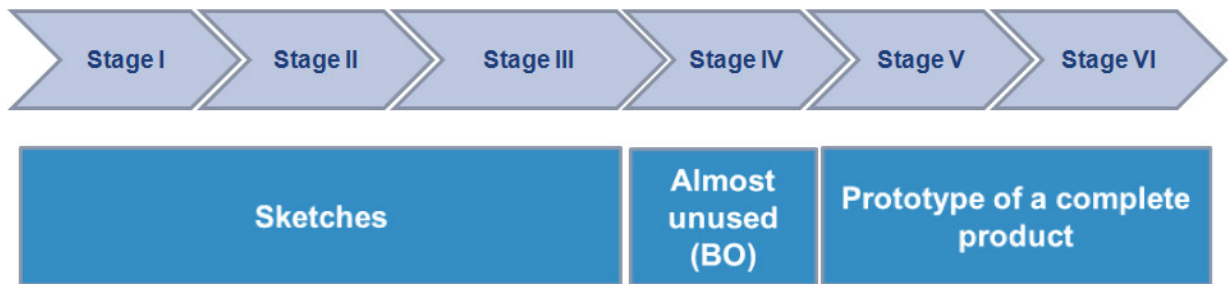 Stage I
Stage II
Stage III
Stage IV
Stage V
Stage VI
Sketches
Almost
unused
(BO)
Prototype of a complete
product